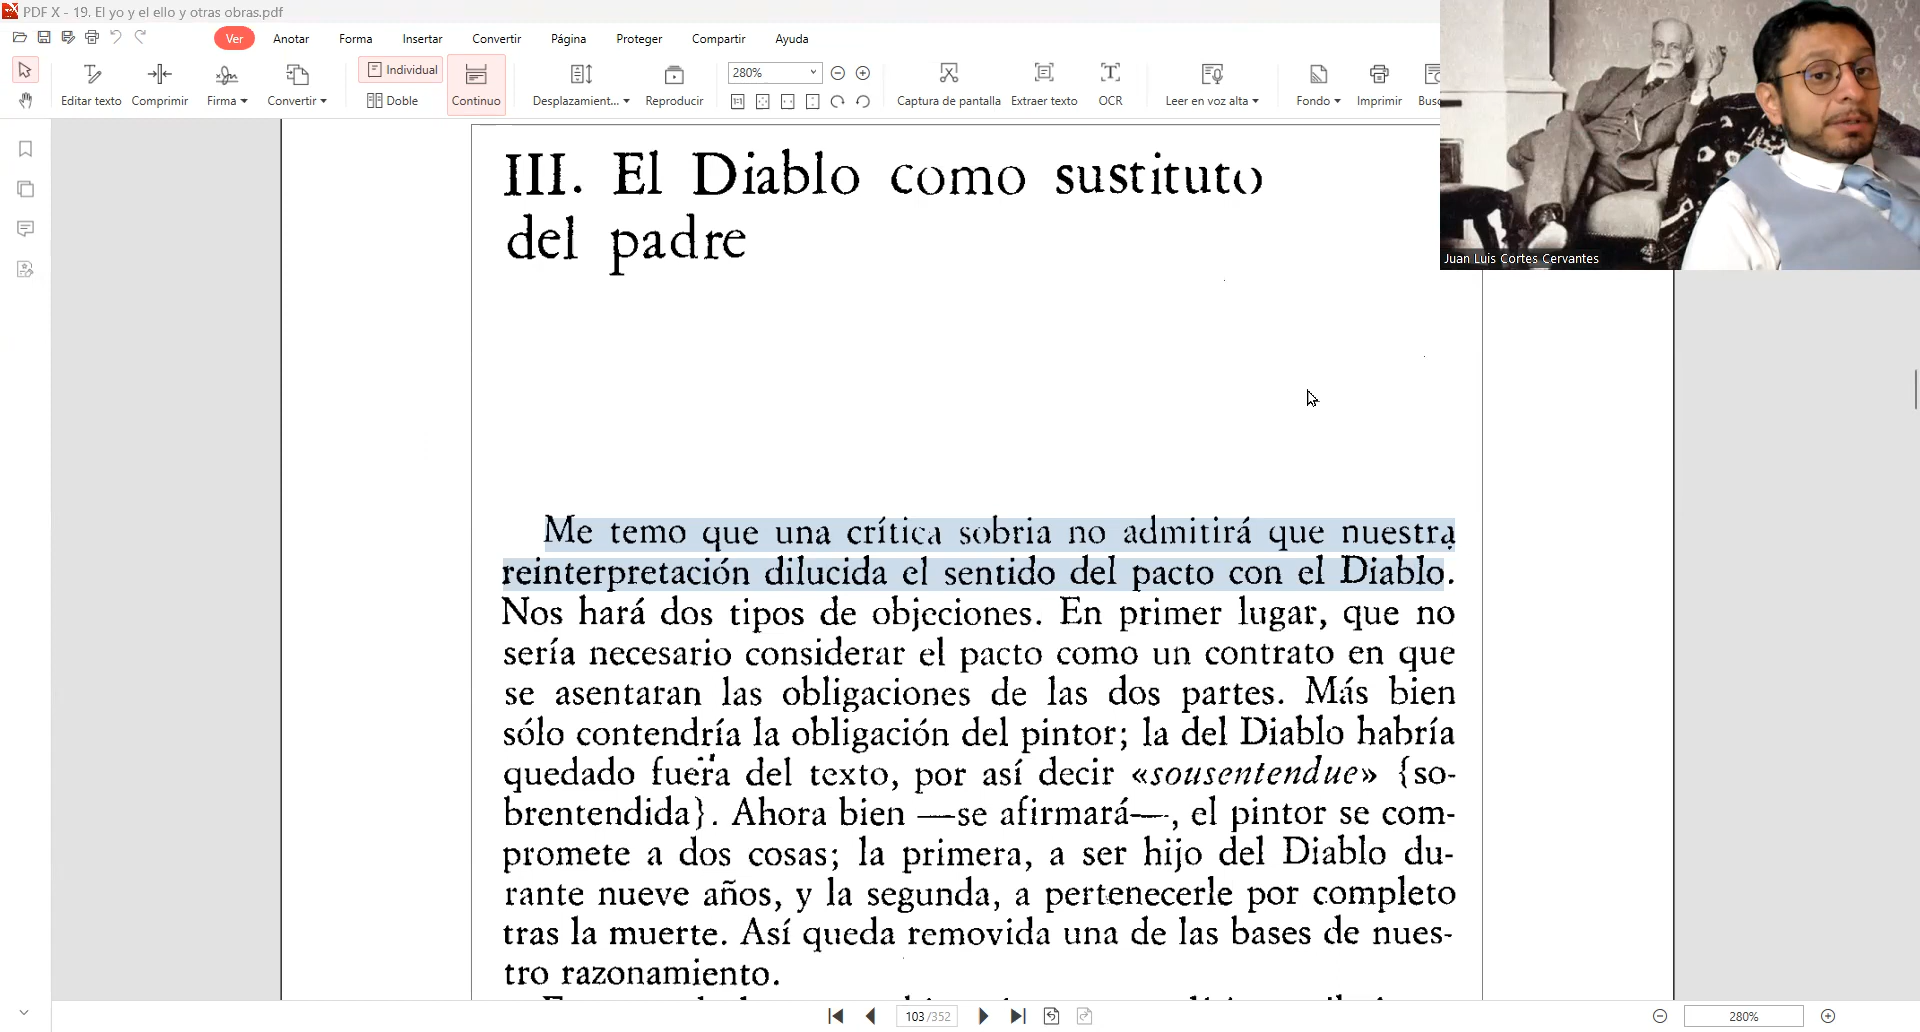 PDF X - 19. El yo y el ello y otras obras.pdf
Ver Anotar Forma Insertar Convertir Página Proteger Compartir Ayuda
Editar texto Comprimir Firma Convertir Individual Doble Continuo Desplazamient... Reproducir 280% Captura de pantalla Extraer texto OCR Leer en voz alta Fondo Imprimir Busc
Juan Luis Cortes Cervantes
III. El Diablo como sustituto
del padre
Me temo que una crítica sobria no admitirá que nuestra
reinterpretación dilucida el sentido del pacto con el Diablo.
Nos hará dos tipos de objeciones. En primer lugar, que no
sería necesario considerar el pacto como un contrato en que
se asentaran las obligaciones de las dos partes. Más bien
sólo contendría la obligación del pintor; la del Diablo habría
quedado fuera del texto, por así decir «sousentendue» {so-
brentendida}. Ahora bien —se afirmará—, el pintor se com-
promete a dos cosas; la primera, a ser hijo del Diablo du-
rante nueve años, y la segunda, a pertenecerle por completo
tras la muerte. Así queda removida una de las bases de nues-
tro razonamiento.
103 /352
280%